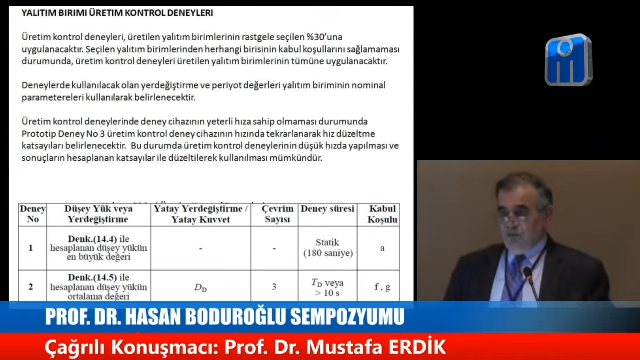 YALITIM BİRİMİ ÜRETİM KONTROL DENEYLERİ
Üretim kontrol deneyleri, üretilen yalıtım birimlerinin rastgele seçilen %30'una
uygulanacaktır. Seçilen yalıtım birimlerinden herhangi birisinin kabul koşullarını sağlamaması
durumunda, üretim kontrol deneyleri üretilen yalıtım birimlerinin tümüne uygulanacaktır.
Deneylerde kullanılacak olan yerdeğiştirme ve periyot değerleri yalıtım biriminin nominal
parametereleri kullanılarak belirlenecektir.
Üretim kontrol deneylerinde deney cihazının yeterli hıza sahip olmaması durumunda
Prototip Deney No 3 üretim kontrol deney cihazının hızında tekrarlanarak hız düzeltme
katsayıları belirlenecektir. Bu durumda üretim kontrol deneylerinin düşük hızda yapılması ve
sonuçların hesaplanan katsayılar ile düzeltilerek kullanılması mümkündür.
Deney No Düşey Yük veya Yerdeğiştirme Yatay Yerdeğiştirme / Yatay Kuvvet Çevrim Sayısı Deney süresi Kabul Koşulu
1 Denk.(14.4) ile hesaplanan düşey yükün en büyük değeri - - Statik (180 saniye) a
2 Denk.(14.5) ile hesaplanan düşey yükün ortalama değeri D_D 3 T_D veya > 10 s f , g
PROF. DR. HASAN BODUROĞLU SEMPOZYUMU
Çağrılı Konuşmacı: Prof. Dr. Mustafa ERDİK